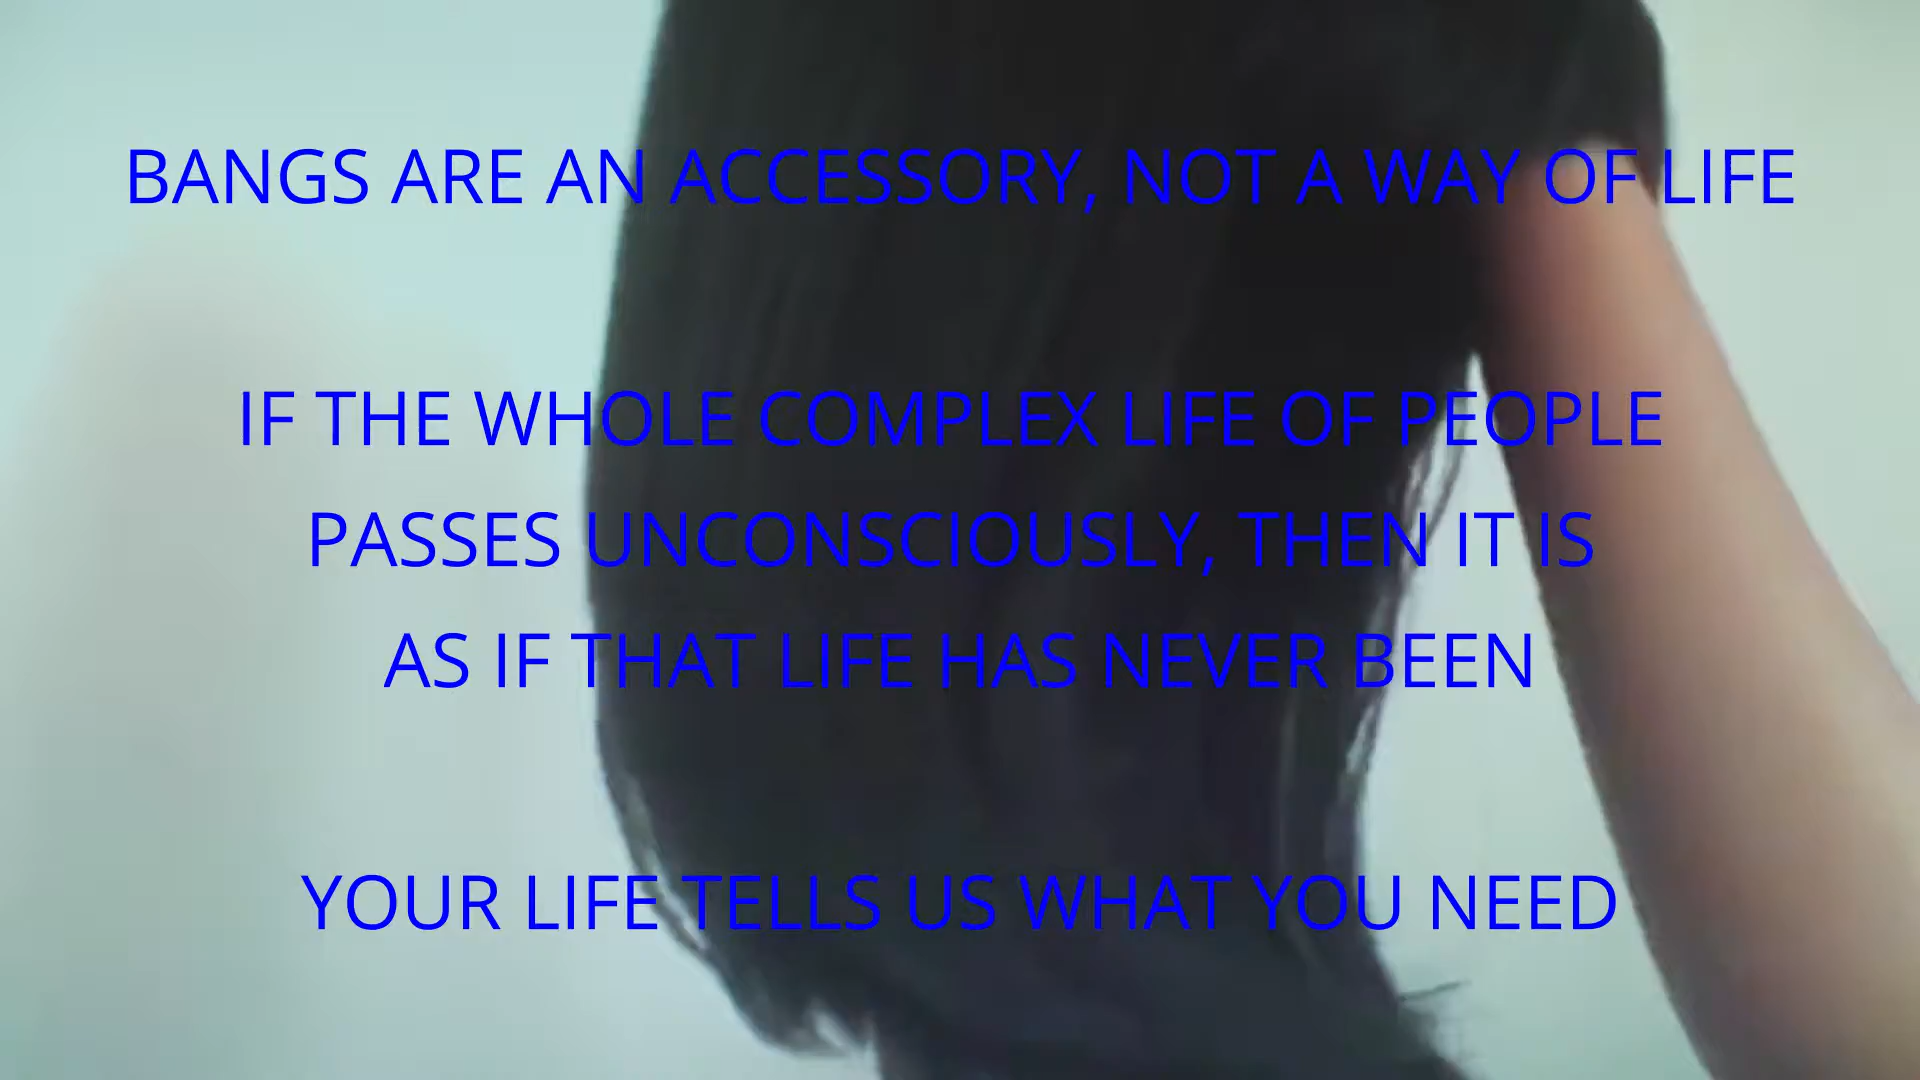 BANGS ARE AN ACCESSORY, NOT A WAY OF LIFE
IF THE WHOLE COMPLEX LIFE OF PEOPLE
PASSES UNCONSCIOUSLY, THEN IT IS
AS IF THAT LIFE HAS NEVER BEEN
YOUR LIFE TELLS US WHAT YOU NEED